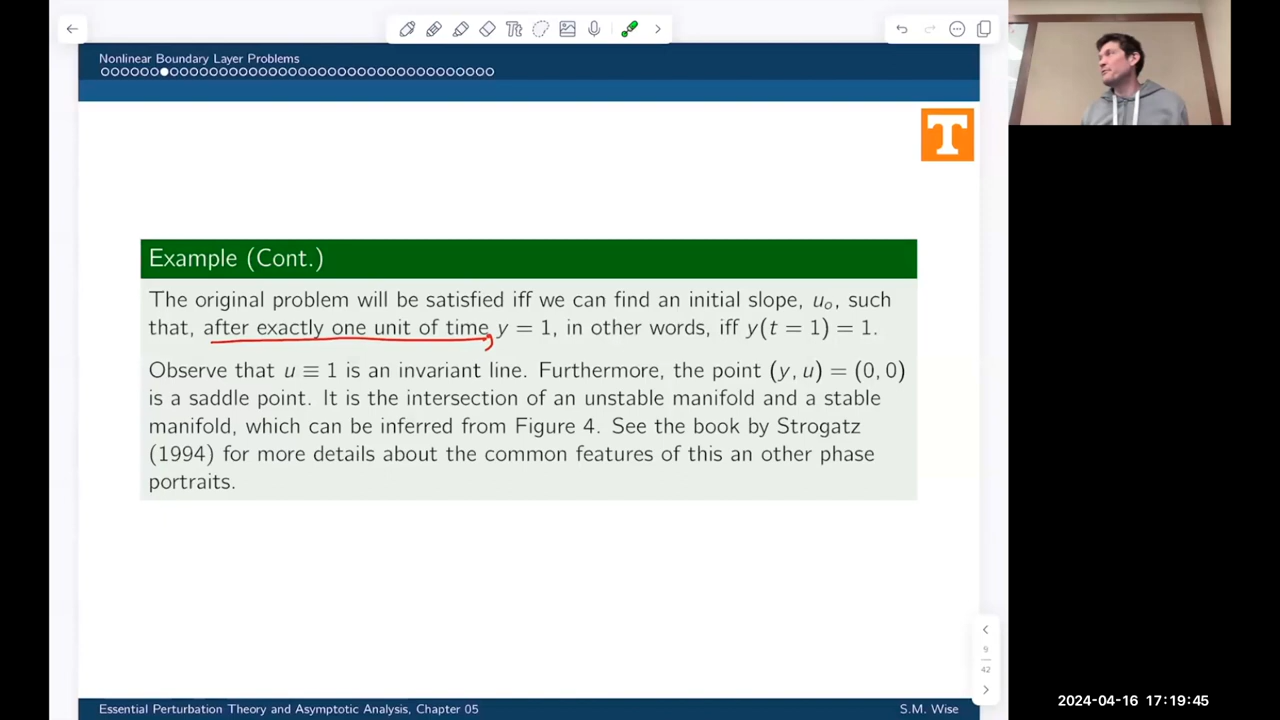 Nonlinear Boundary Layer Problems
T
Example (Cont.)
The original problem will be satisfied iff we can find an initial slope, uₒ, such
that, after exactly one unit of time, y = 1, in other words, iff y(t = 1) = 1.
Observe that u ≡ 1 is an invariant line. Furthermore, the point (y, u) = (0, 0)
is a saddle point. It is the intersection of an unstable manifold and a stable
manifold, which can be inferred from Figure 4. See the book by Strogatz
(1994) for more details about the common features of this an other phase
portraits.
9
42
Essential Perturbation Theory and Asymptotic Analysis, Chapter 05
S.M. Wise
2024-04-16 17:19:45